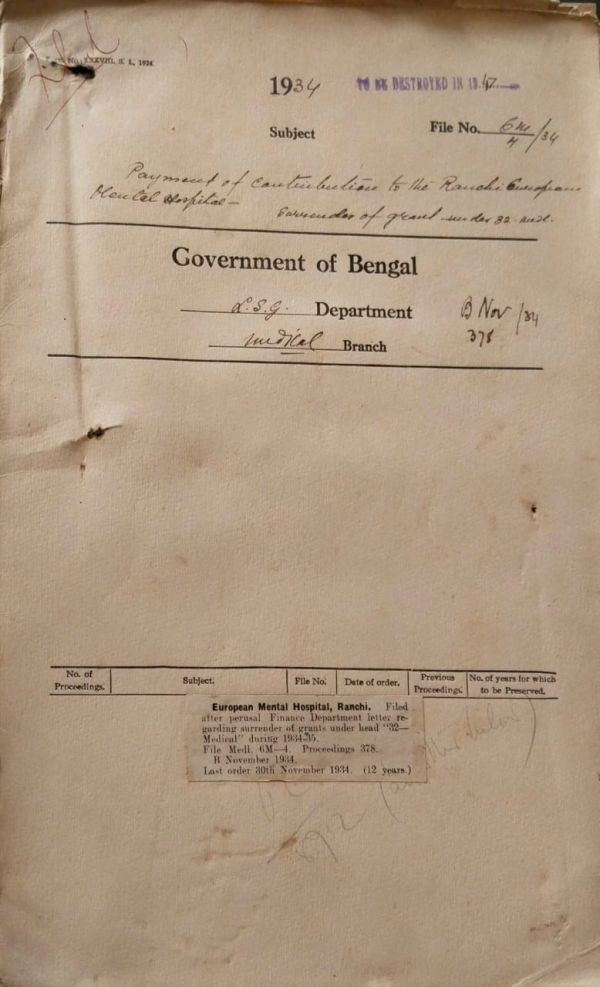 Filed
No. XXXVIII, S. L., 1934
1934 TO BE DESTROYED IN 1947
Subject File No. 6M/4/34
Payment of contribution to the Ranchi European
Mental Hospital —
Surrender of grant under 32-medl.
Government of Bengal
L.S.G. Department B Nov/34
Medical Branch 378
No. of Proceedings. Subject. File No. Date of order. Previous Proceedings. No. of years for which to be Preserved.
European Mental Hospital, Ranchi. Filed
after perusal Finance Department letter re-
garding surrender of grants under head "32—
Medical" during 1934-35.
File Medl. 6M—4. Proceedings 378.
B November 1934.
Last order 30th November 1934. (12 years.)